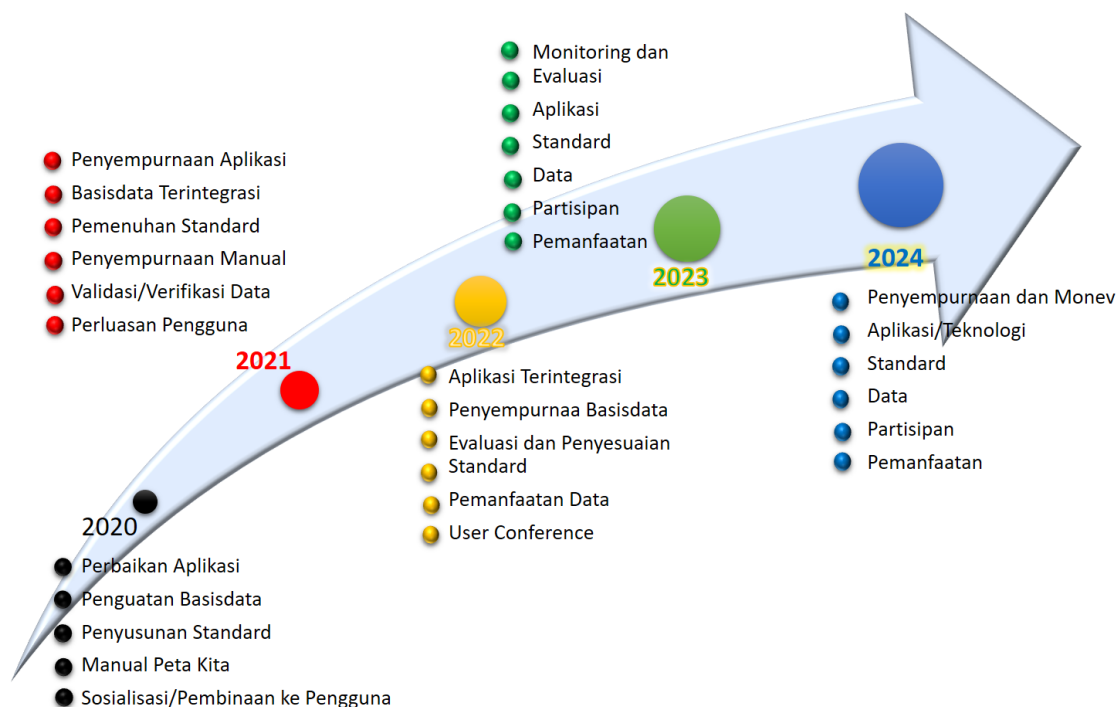 2020
Perbaikan Aplikasi
Penguatan Basisdata
Penyusunan Standard
Manual Peta Kita
Sosialisasi/Pembinaan ke Pengguna
2021
Penyempurnaan Aplikasi
Basisdata Terintegrasi
Pemenuhan Standard
Penyempurnaan Manual
Validasi/Verifikasi Data
Perluasan Pengguna
2022
Aplikasi Terintegrasi
Penyempurnaa Basisdata
Evaluasi dan Penyesuaian
Standard
Pemanfaatan Data
User Conference
2023
Monitoring dan
Evaluasi
Aplikasi
Standard
Data
Partisipan
Pemanfaatan
2024
Penyempurnaan dan Monev
Aplikasi/Teknologi
Standard
Data
Partisipan
Pemanfaatan